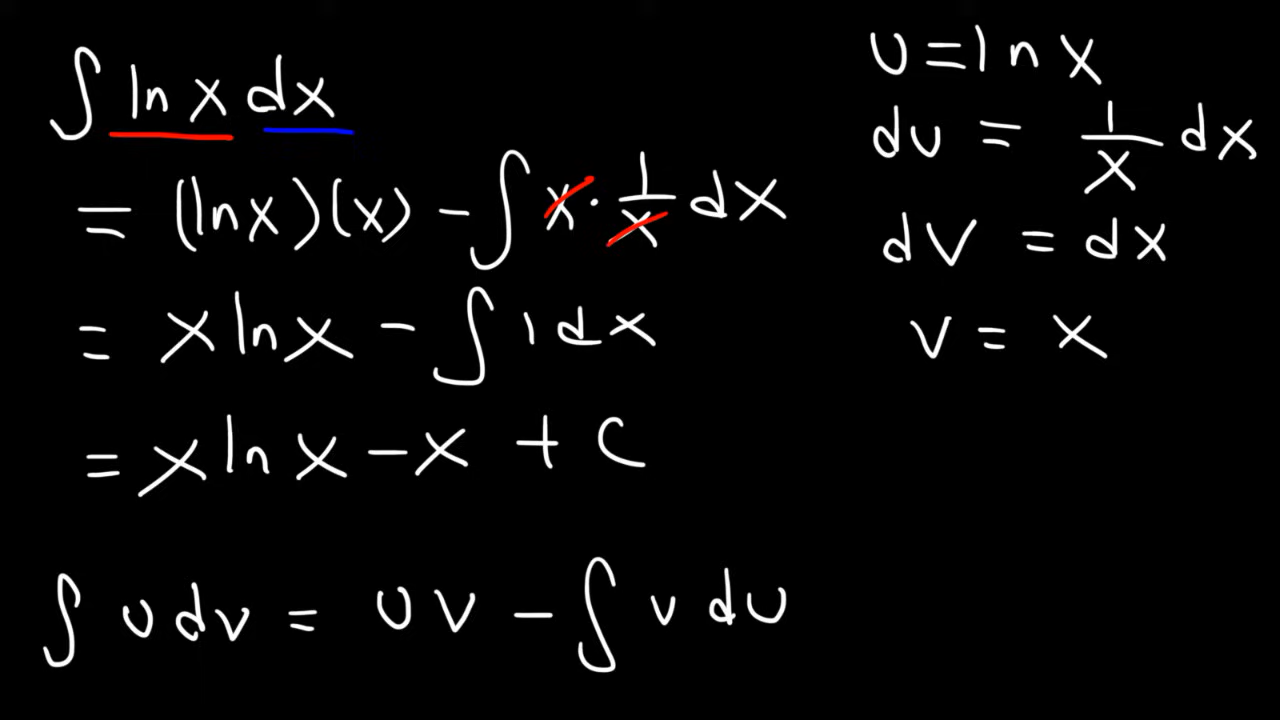 ∫ ln x dx
= (ln x)(x) - ∫ x · 1/x dx
= x ln x - ∫ 1 dx
= x ln x - x + C
∫ u dv = uv - ∫ v du
u = ln x
du = 1/x dx
dv = dx
v = x